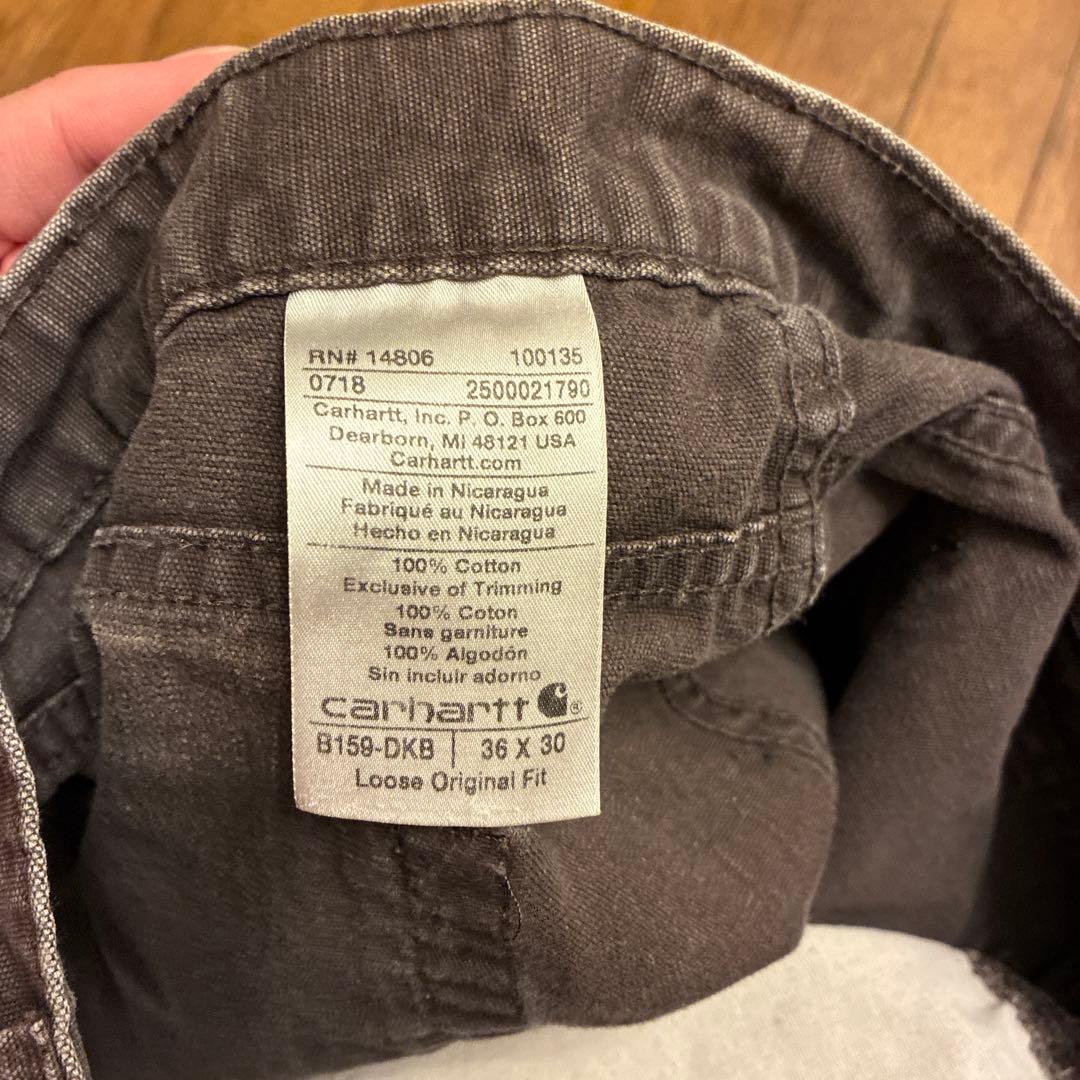 RN# 14806 100135
0718 2500021790
Carhartt, Inc. P. O. Box 600
Dearborn, MI 48121 USA
Carhartt.com
Made in Nicaragua
Fabriqué au Nicaragua
Hecho en Nicaragua
100% Cotton
Exclusive of Trimming
100% Coton
Sans garniture
100% Algodón
Sin incluir adorno
carhartt ®
B159-DKB | 36 X 30
Loose Original Fit